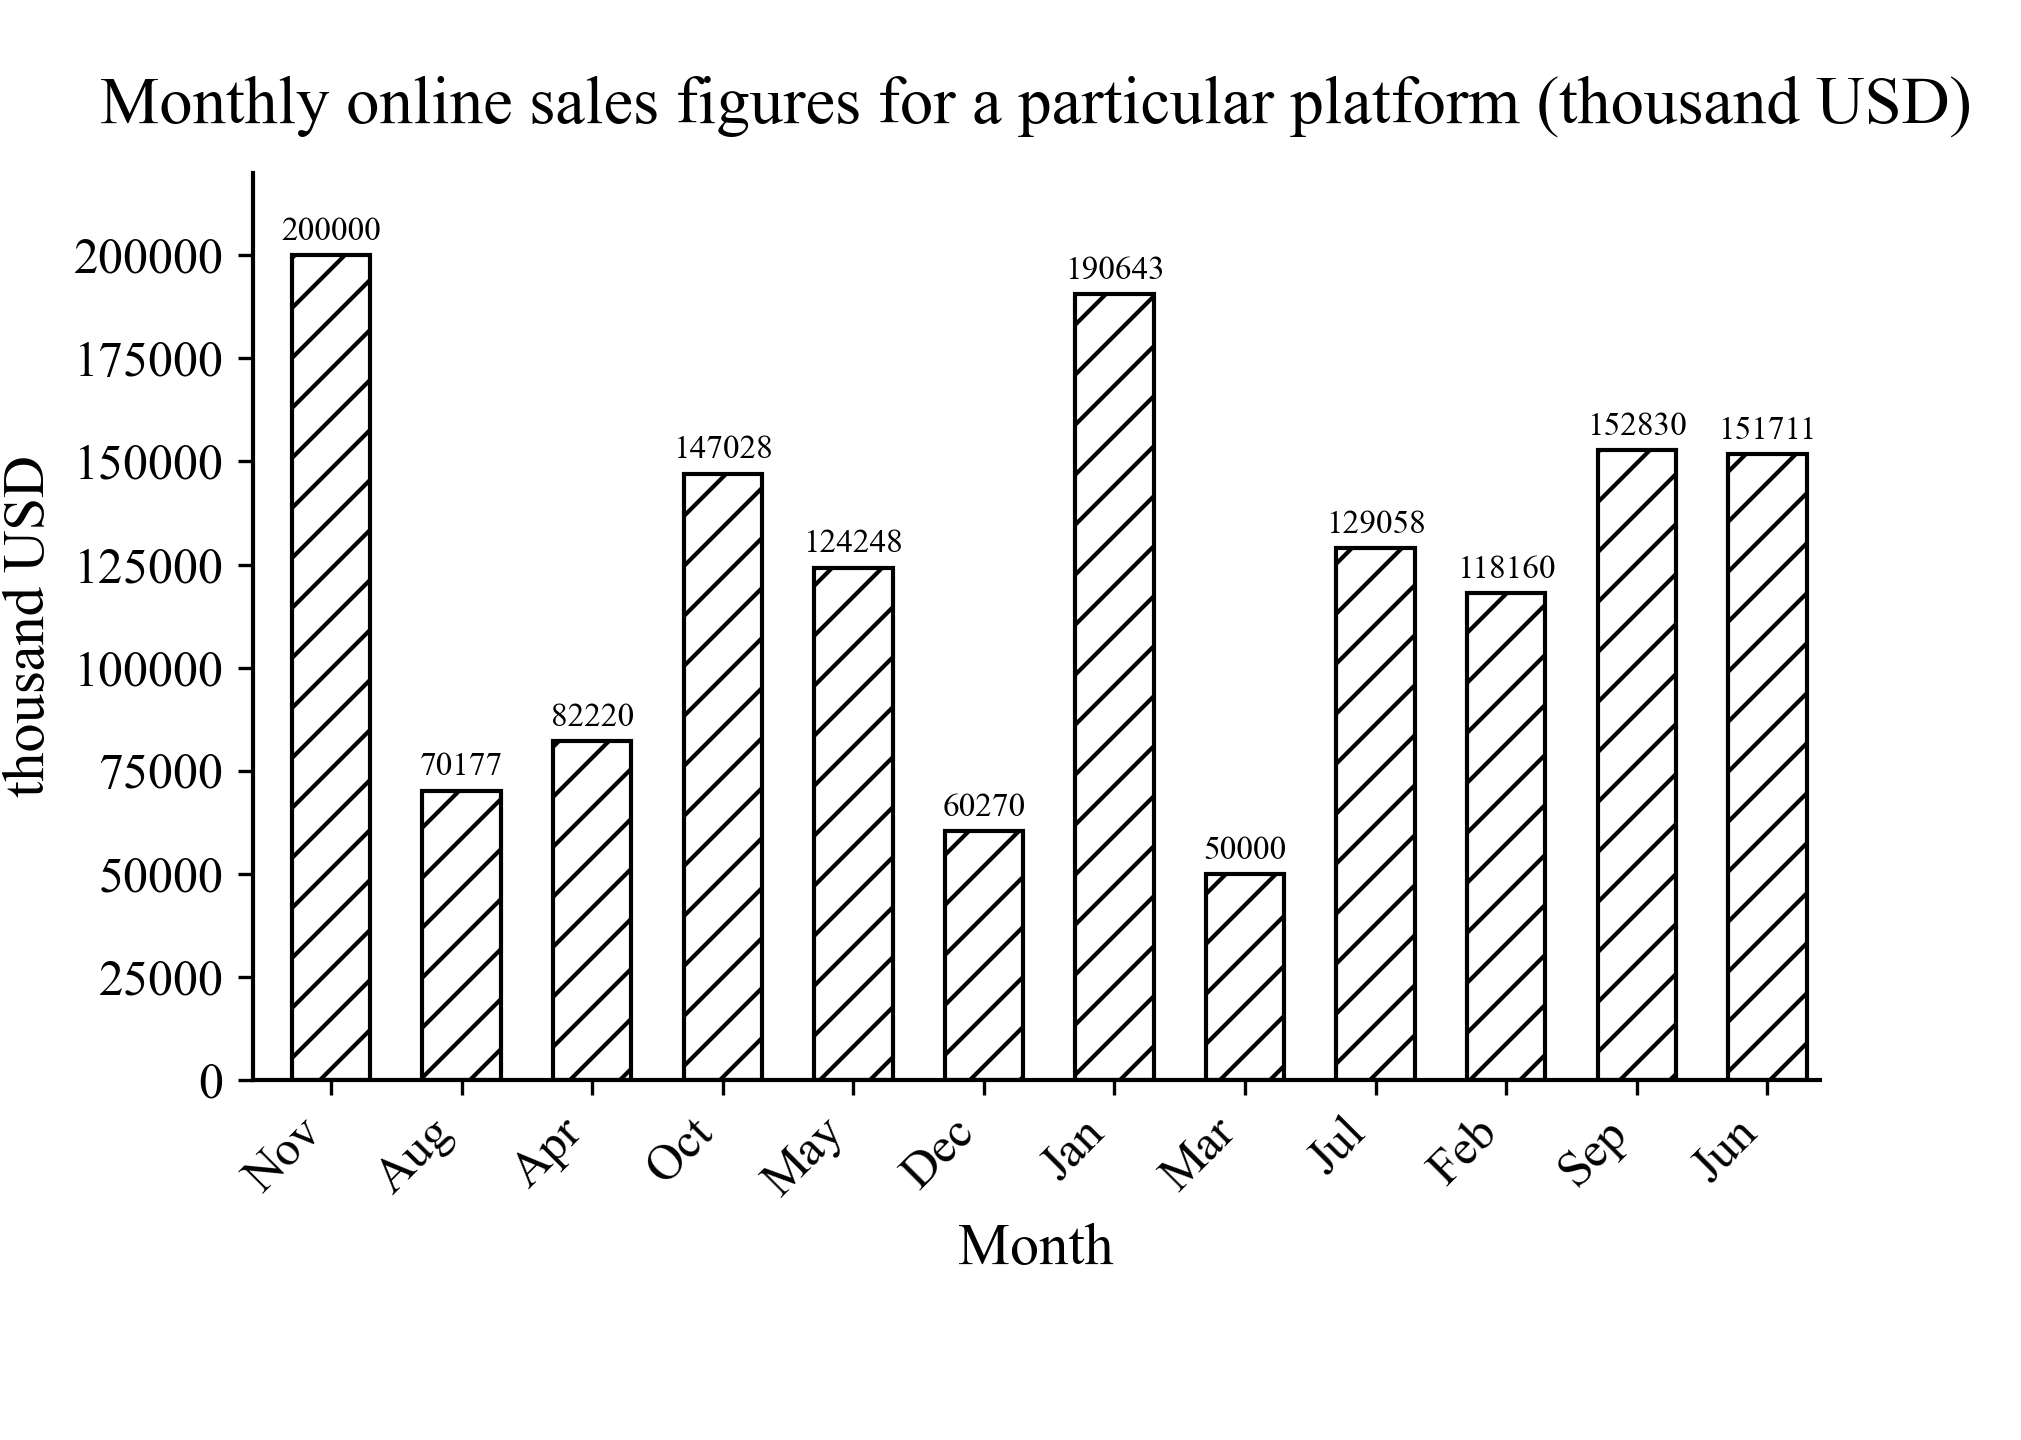 Monthly online sales figures for a particular platform (thousand USD)
thousand USD
200000
175000
150000
125000
100000
75000
50000
25000
0
200000
70177
82220
147028
124248
60270
190643
50000
129058
118160
152830
151711
Nov
Aug
Apr
Oct
May
Dec
Jan
Mar
Jul
Feb
Sep
Jun
Month